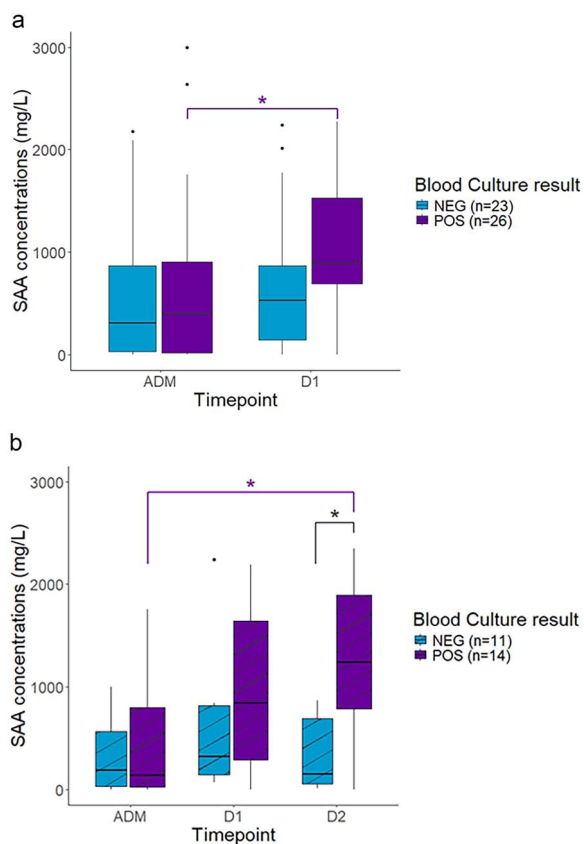 a
3000
2000
1000
0
SAA concentrations (mg/L)
*
ADM
D1
Timepoint
Blood Culture result
NEG (n=23)
POS (n=26)
b
3000
2000
1000
0
SAA concentrations (mg/L)
*
*
ADM
D1
D2
Timepoint
Blood Culture result
NEG (n=11)
POS (n=14)